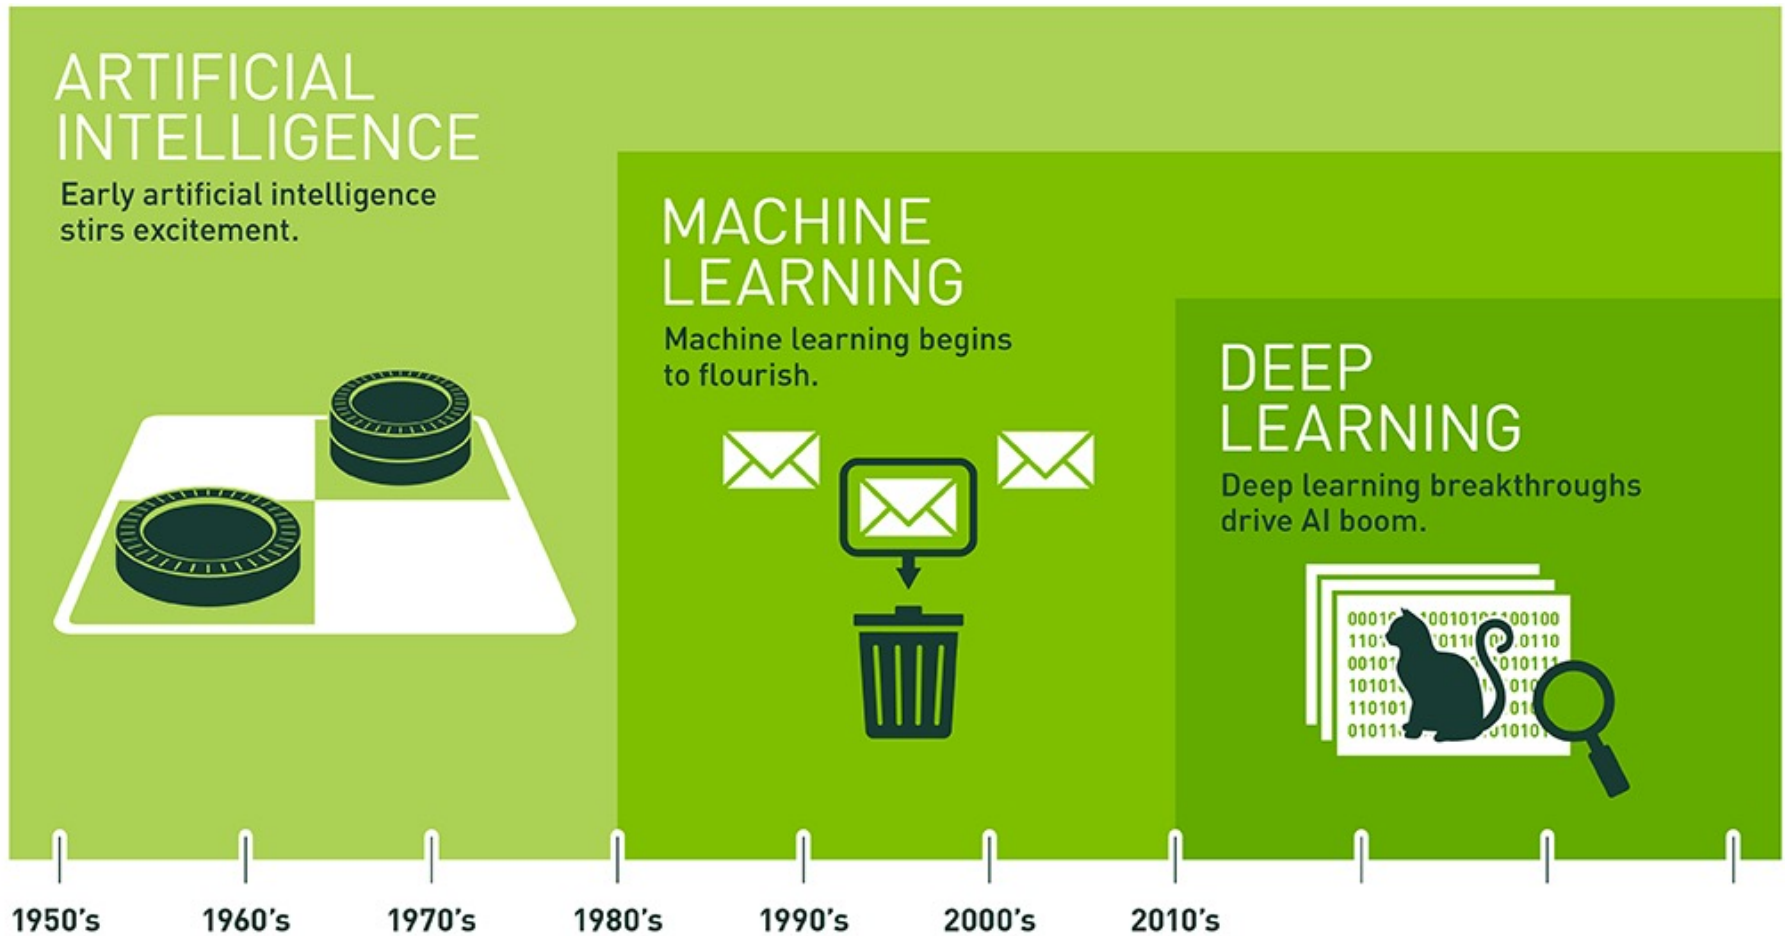 ARTIFICIAL
INTELLIGENCE
Early artificial intelligence
stirs excitement.
MACHINE
LEARNING
Machine learning begins
to flourish.
DEEP
LEARNING
Deep learning breakthroughs
drive AI boom.
1950's
1960's
1970's
1980's
1990's
2000's
2010's